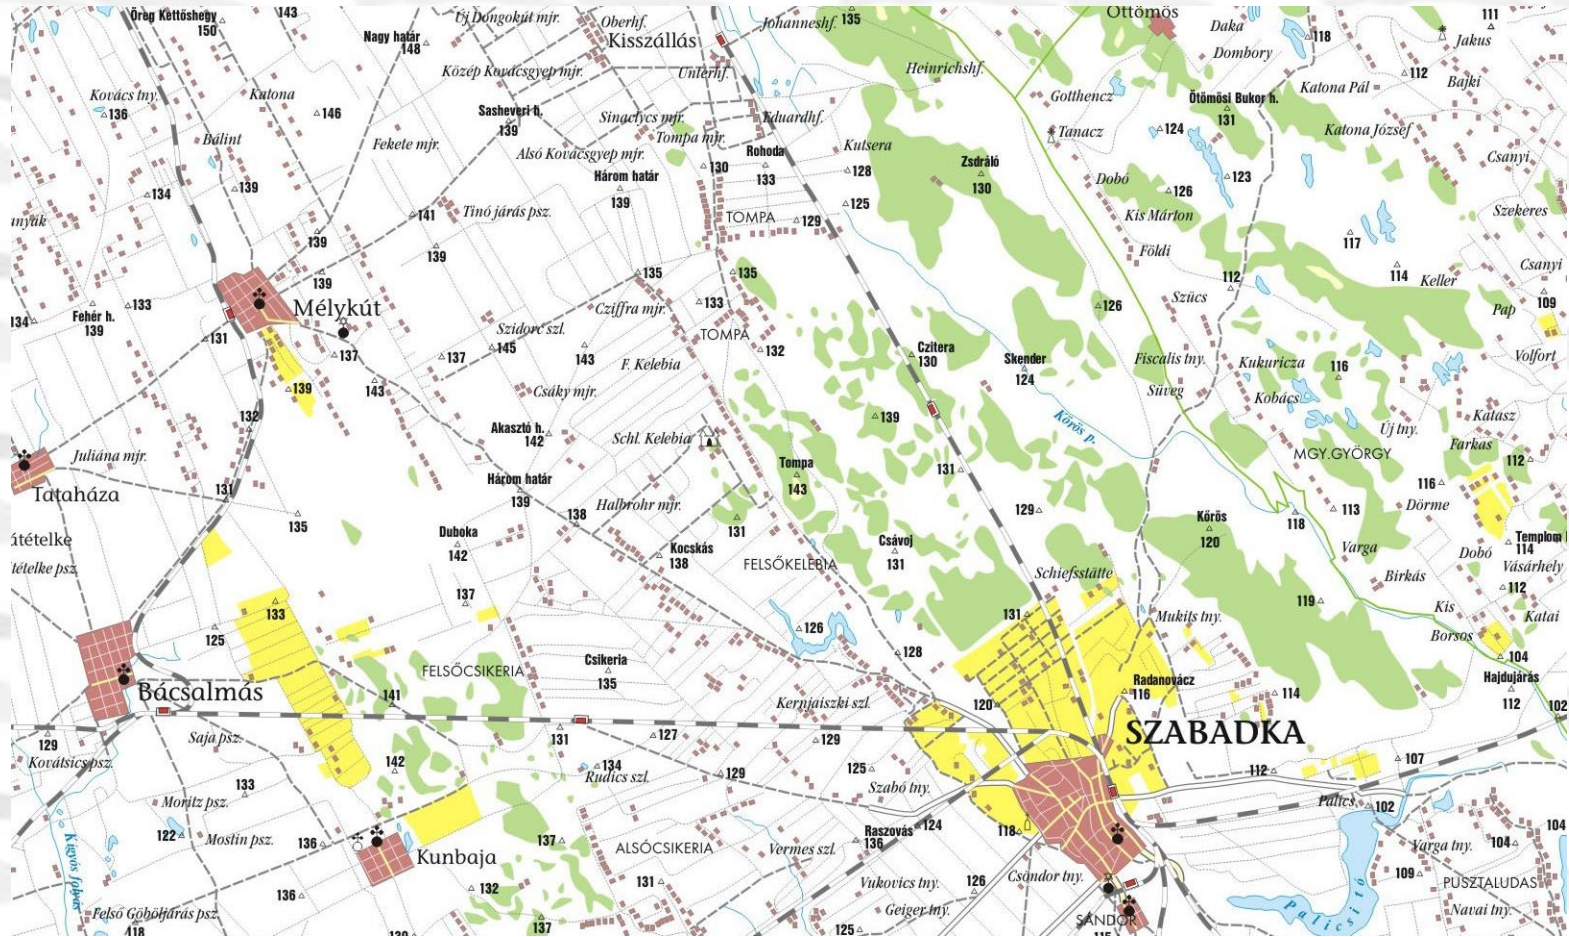 Öreg Kettőshegy
150
143
Nagy határ
148
Új Dongokút mjr.
Oberhf.
Kisszállás
Johanneshf.
135
Ottömös
Daka
118
111
Jakus
Dombory
Közép Kovácsgyep mjr.
Unterhf.
Heinrichshf.
112
Bajki
Kovács tny.
136
Katona
146
Sasheveri h.
139
Gotthencz
Ötömösi Bukor h.
131
Katona Pál
Bálint
Fekete mjr.
Eduardhf.
Tompa mjr.
Tanacz
124
Katona József
Alsó Kovácsgyep mjr.
Rohoda
133
Kutsera
Zsdráló
130
Csanyi
Három határ
139
130
128
Dobó
126
123
134
139
141
Tinó járás psz.
TOMPA
129
125
Kis Márton
Szekeres
anyák
139
139
Földi
117
139
135
135
112
114
Keller
Csanyi
109
Fehér h.
139
133
134
Mélykút
Cziffra mjr.
133
126
Szücs
Pap
131
137
137
Szidorc szl.
145
143
TOMPA
132
Czitera
130
Skender
124
Fiscalis tny.
Kukuricza
116
Volfort
139
143
F. Kelebia
Csáky mjr.
Süveg
Kobács
132
Akasztó h.
142
Schl. Kelebia
139
Körös p.
Új tny.
Katasz
Juliána mjr.
Tataháza
Tompa
143
131
MGY.GYÖRGY
Farkas
112
131
Három határ
139
116
135
138
Halbrohr mjr.
131
129
Körös
120
118
113
Dörme
átételke
tételke psz.
Duboka
142
Kocskás
138
FELSŐKELEBIA
Csávoj
131
Varga
Templom
114
Dobó
Vásárhely
Schiefsstätte
Birkás
112
133
137
131
119
Kis
Borsos
Katai
125
126
Mukits tny.
FELSŐCSIKERIA
Csikeria
135
128
104
Bácsalmás
141
Radanovácz
116
114
Hajdujárás
112
Kernjaiszki szl.
120
102
129
Kovátsics psz.
Saja psz.
131
127
129
SZABADKA
142
134
Rudics szl.
129
125
112
107
133
Moritz psz.
Szabó tny.
Palics
102
122
Mostin psz.
136
Kunbaja
137
ALSÓCSIKERIA
Vermes szl.
Raszovás
136
124
118
Varga tny.
104
104
Kigyós folyás
136
132
131
Vukovics tny.
126
Csondor tny.
109
PUSZTALUDAS
Felső Göböljárás psz.
137
Geiger tny.
SÁNDOR
Palicsitó
Navai tny.
125